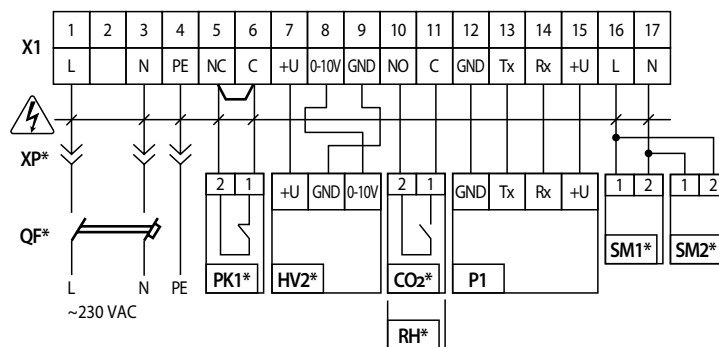 X1
1 2 3 4 5 6 7 8 9 10 11 12 13 14 15 16 17
L N PE NC C +U 0-10V GND NO C GND Tx Rx +U L N
XP*
2 1
+U GND 0-10V
2 1
GND Tx Rx +U
1 2
1 2
QF*
PK1*
HV2*
CO2*
P1
SM1*
SM2*
L N PE
~230 VAC
RH*